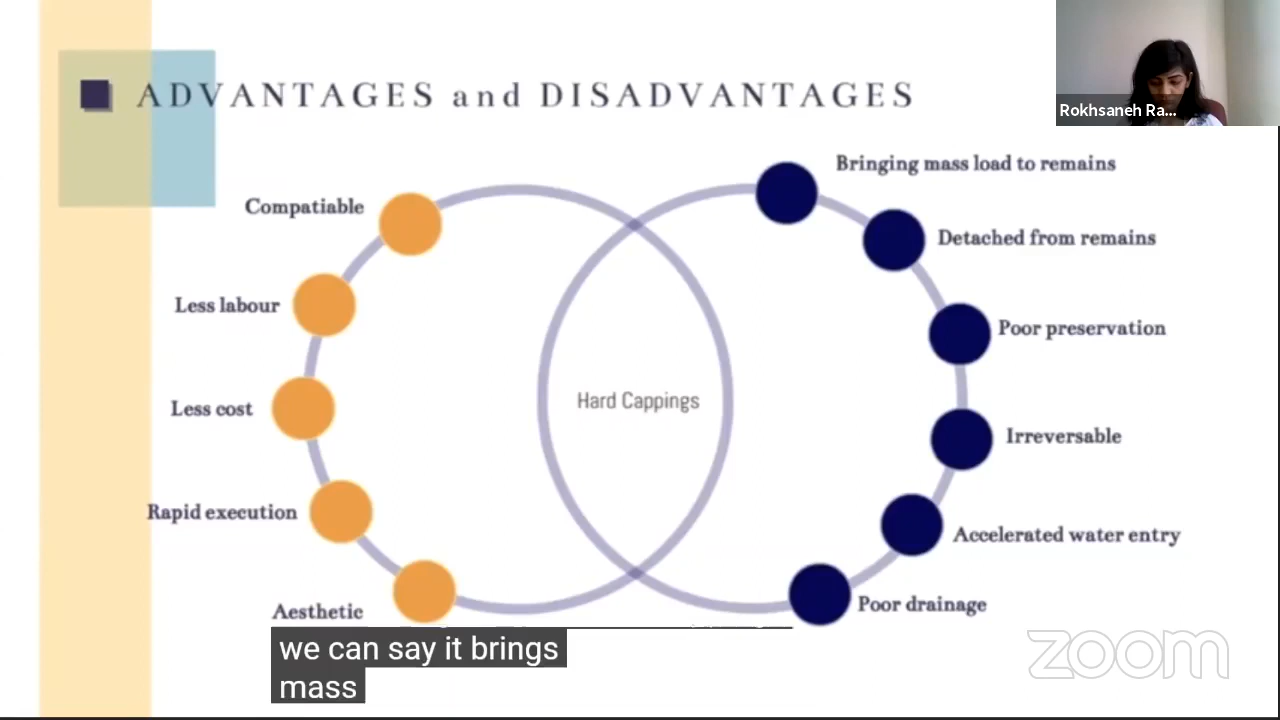 ADVANTAGES and DISADVANTAGES
Rokhsaneh Ra...
Compatiable
Less labour
Less cost
Rapid execution
Aesthetic
Hard Cappings
Bringing mass load to remains
Detached from remains
Poor preservation
Irreversable
Accelerated water entry
Poor drainage
we can say it brings
mass
zoom